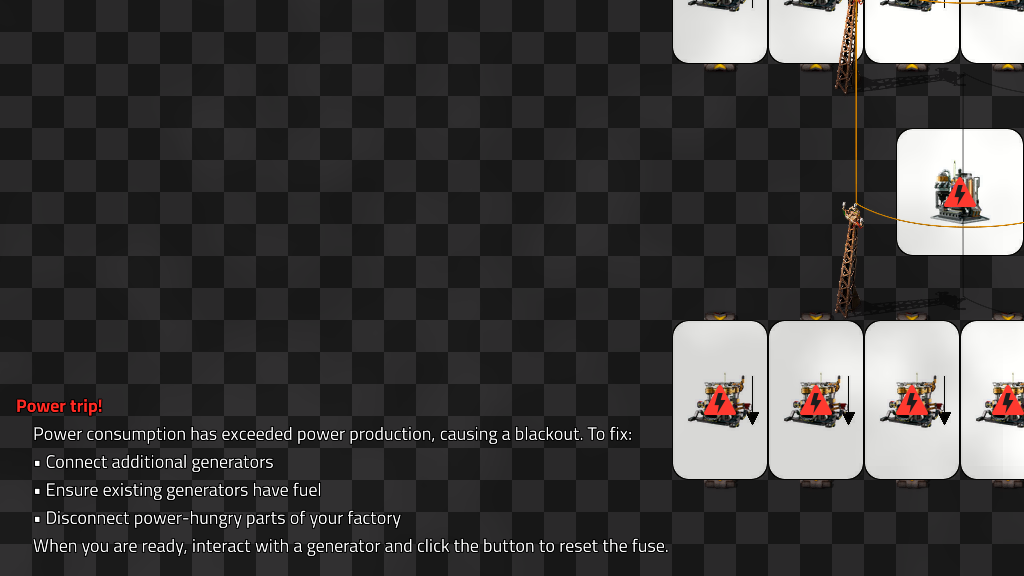 Power trip!
Power consumption has exceeded power production, causing a blackout. To fix:
▪ Connect additional generators
▪ Ensure existing generators have fuel
▪ Disconnect power-hungry parts of your factory
When you are ready, interact with a generator and click the button to reset the fuse.